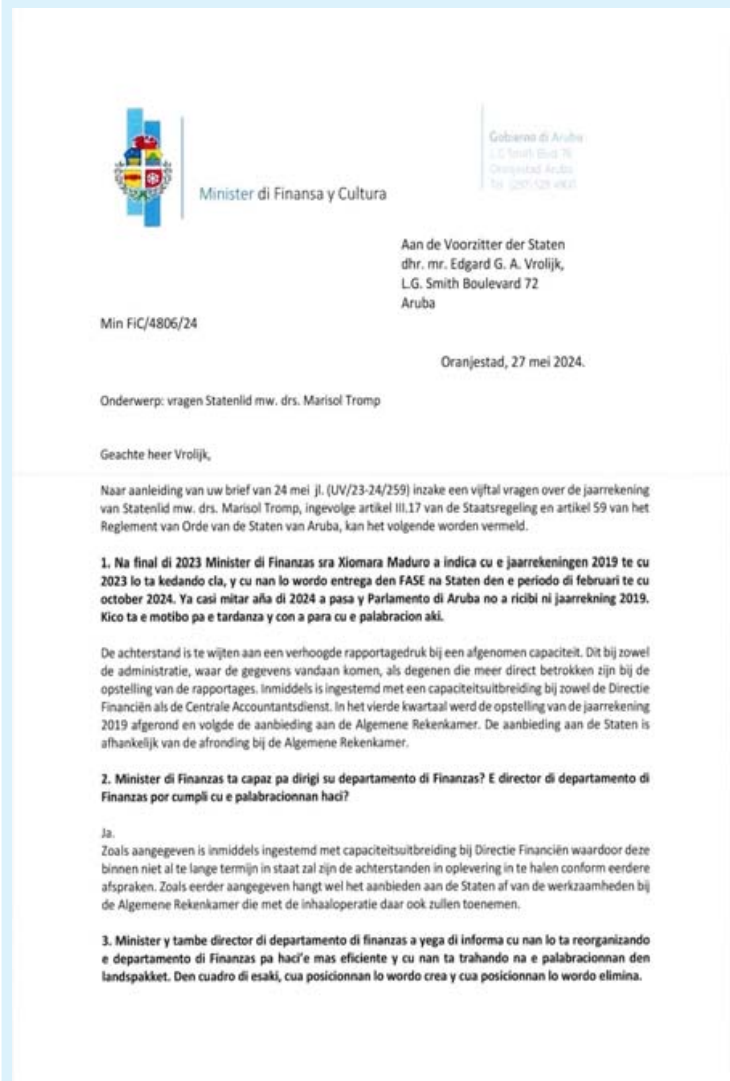 Minister di Finansa y Cultura
Gobierno di Aruba
L.G. Smith Blvd. 76
Oranjestad, Aruba
Tel.
Aan de Voorzitter der Staten
dhr. mr. Edgard G. A. Vrolijk,
L.G. Smith Boulevard 72
Aruba
Min FiC/4806/24
Oranjestad, 27 mei 2024.
Onderwerp: vragen Statenlid mw. drs. Marisol Tromp
Geachte heer Vrolijk,
Naar aanleiding van uw brief van 24 mei jl. (UV/23-24/259) inzake een vijftal vragen over de jaarrekening
van Statenlid mw. drs. Marisol Tromp, ingevolge artikel III.17 van de Staatsregeling en artikel 59 van het
Reglement van Orde van de Staten van Aruba, kan het volgende worden vermeld.
1. Na final di 2023 Minister di Finanzas sra Xiomara Maduro a indica cu e jaarrekeningen 2019 te cu
2023 lo ta kedando cla, y cu nan lo wordo entrega den FASE na Staten den e periodo di februari te cu
october 2024. Ya casi mitar aña di 2024 a pasa y Parlamento di Aruba no a ricibi ni jaarrekning 2019.
Kico ta e motibo pa e tardanza y con a para cu e palabracion aki.
De achterstand is te wijten aan een verhoogde rapportagedruk bij een afgenomen capaciteit. Dit bij zowel
de administratie, waar de gegevens vandaan komen, als degenen die meer direct betrokken zijn bij de
opstelling van de rapportages. Inmiddels is ingestemd met een capaciteitsuitbreiding bij zowel de Directie
Financiën als de Centrale Accountantsdienst. In het vierde kwartaal werd de opstelling van de jaarrekening
2019 afgerond en volgde de aanbieding aan de Algemene Rekenkamer. De aanbieding aan de Staten is
afhankelijk van de afronding bij de Algemene Rekenkamer.
2. Minister di Finanzas ta capaz pa dirigi su departamento di Finanzas? E director di departamento di
Finanzas por cumpli cu e palabracionnan haci?
Ja.
Zoals aangegeven is inmiddels ingestemd met capaciteitsuitbreiding bij Directie Financiën waardoor deze
binnen niet al te lange termijn in staat zal zijn de achterstanden in oplevering in te halen conform eerdere
afspraken. Zoals eerder aangegeven hangt wel het aanbieden aan de Staten af van de werkzaamheden bij
de Algemene Rekenkamer die met de inhaaloperatie daar ook zullen toenemen.
3. Minister y tambe director di departamento di finanzas a yega di informa cu nan lo ta reorganizando
e departamento di Finanzas pa haci'e mas eficiente y cu nan ta trahando na e palabracionnan den
landspakket. Den cuadro di esaki, cua posicionnan lo wordo crea y cua posicionnan lo wordo elimina.